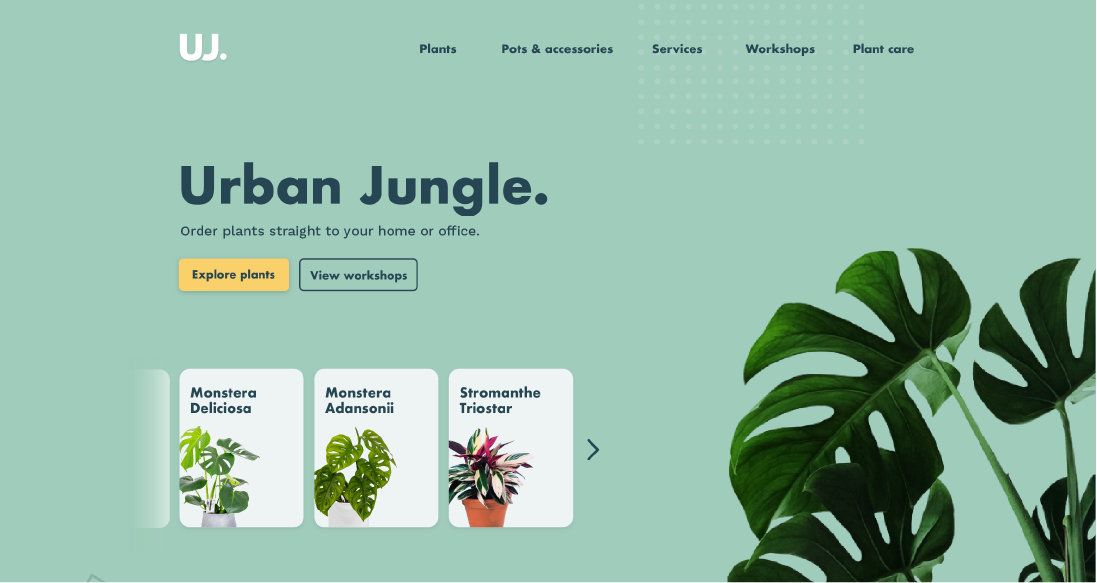 UJ.
Plants
Pots & accessories
Services
Workshops
Plant care
Urban Jungle.
Order plants straight to your home or office.
Explore plants
View workshops
Monstera
Deliciosa
Monstera
Adansonii
Stromanthe
Triostar